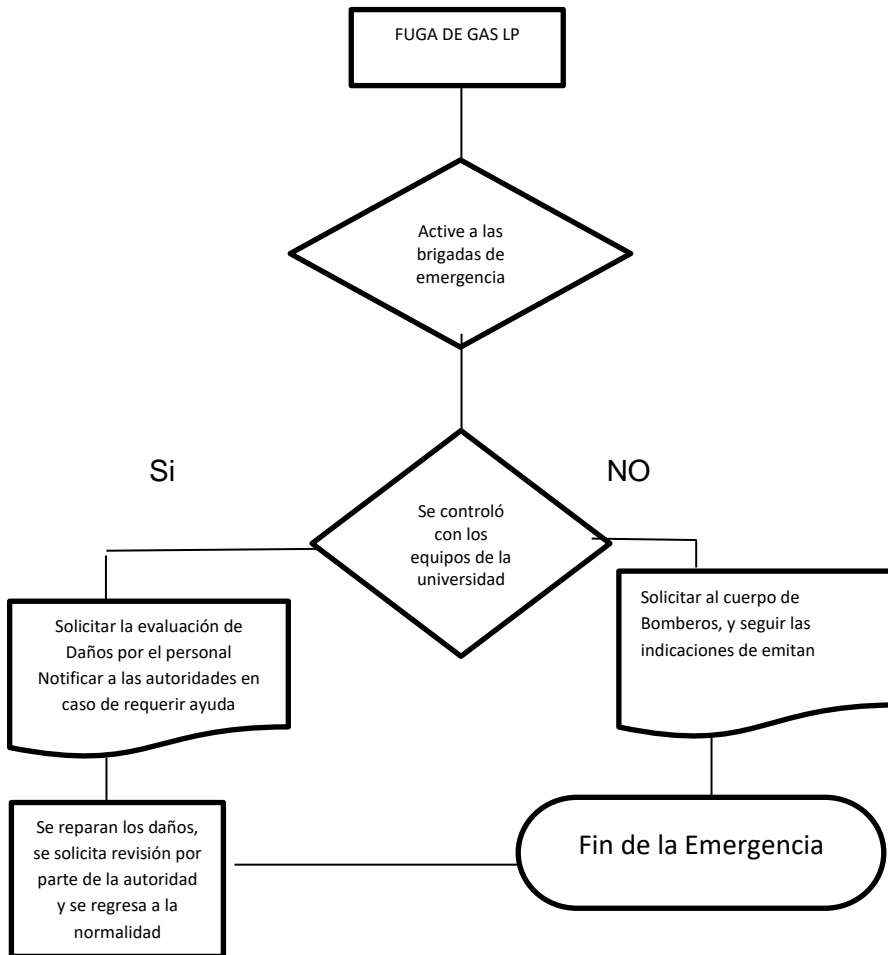 FUGA DE GAS LP
Active a las
brigadas de
emergencia
Si
NO
Se controló
con los
equipos de la
universidad
Solicitar la evaluación de
Daños por el personal
Notificar a las autoridades en
caso de requerir ayuda
Solicitar al cuerpo de
Bomberos, y seguir las
indicaciones de emitan
Se reparan los daños,
se solicita revisión por
parte de la autoridad
y se regresa a la
normalidad
Fin de la Emergencia